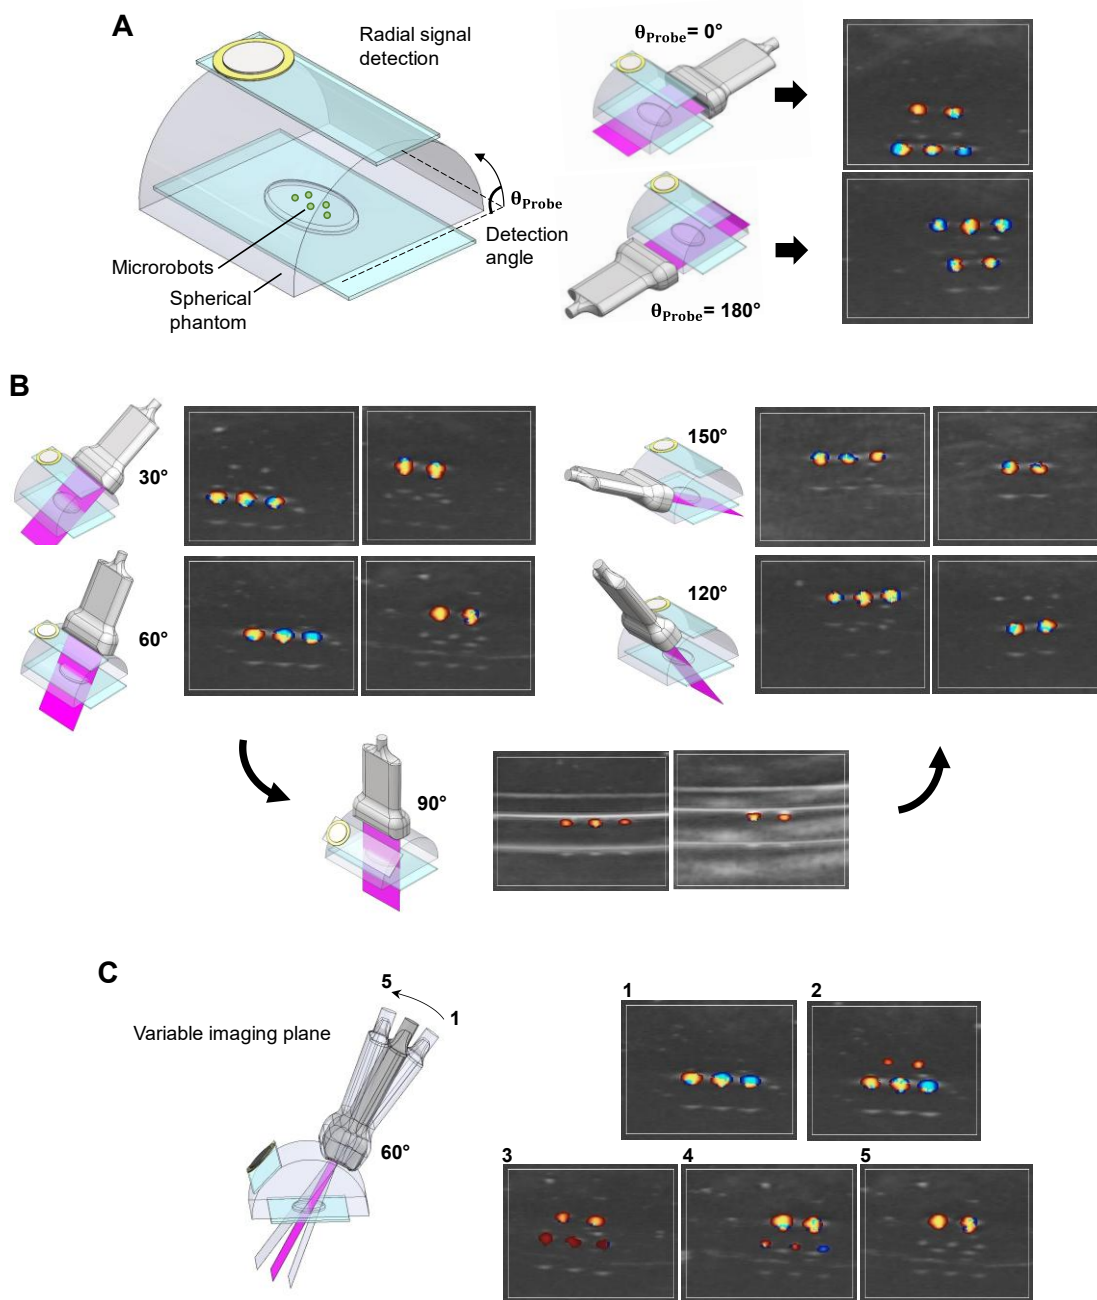 A
Radial signal
detection
θProbe
Detection
angle
Microrobots
Spherical
phantom
θProbe= 0°
θProbe= 180°
B
30°
60°
90°
150°
120°
C
Variable imaging plane
5
1
60°
1
2
3
4
5